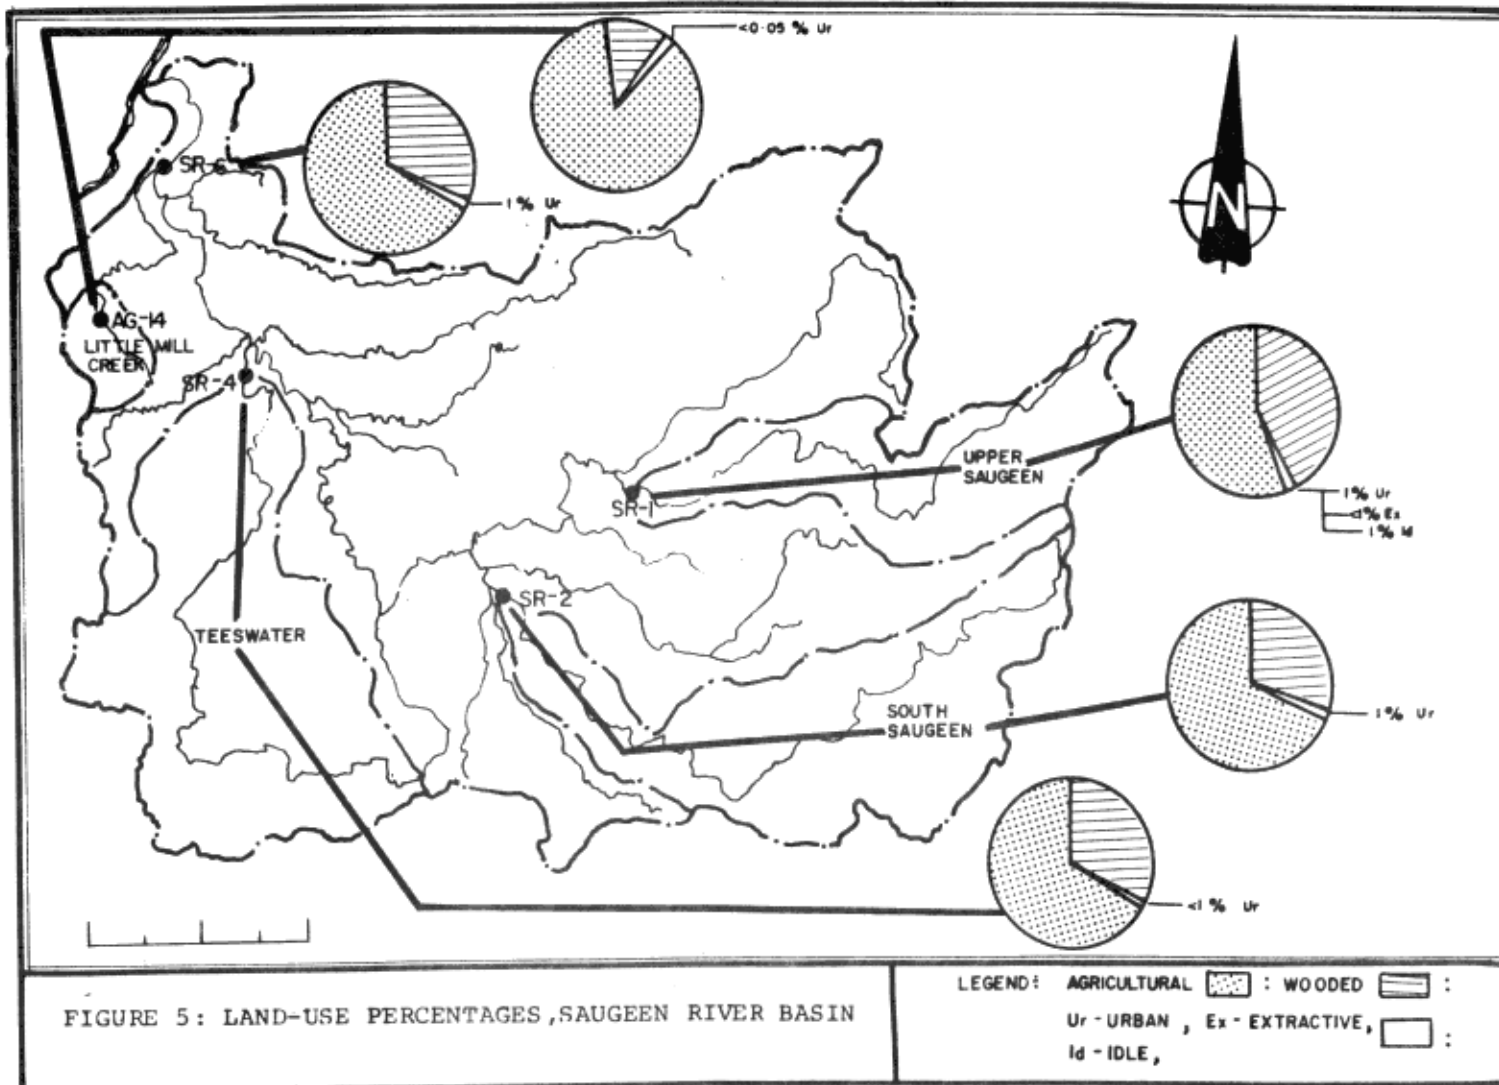 <0.05 % Ur
SR-6
1% Ur
N
AG-14
LITTLE MILL
CREEK
SR-4
UPPER
SAUGEEN
SR-1
1% Ur
<1% Ex
1% Id
SR-2
TEESWATER
SOUTH
SAUGEEN
1% Ur
<1% Ur
FIGURE 5: LAND-USE PERCENTAGES, SAUGEEN RIVER BASIN
LEGEND: AGRICULTURAL : WOODED :
Ur - URBAN , Ex - EXTRACTIVE, :
Id - IDLE,